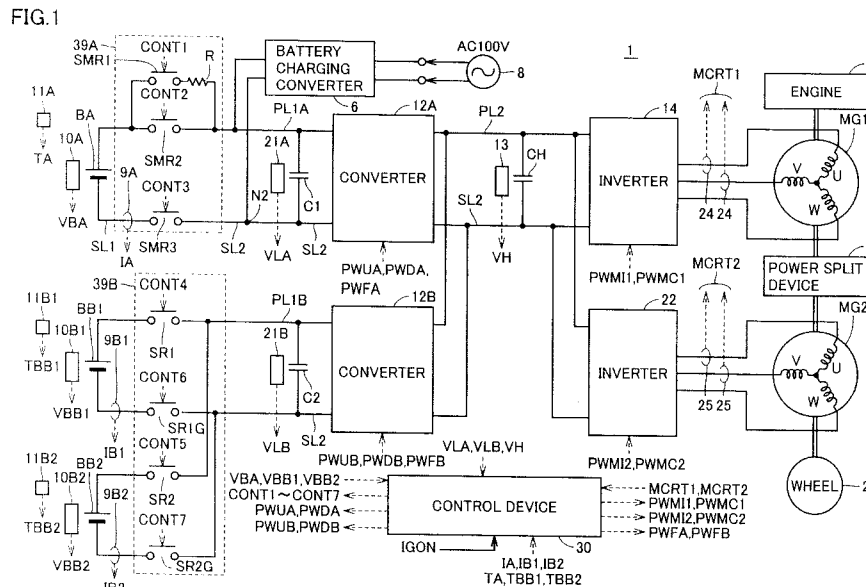 FIG.1
39A
CONT1
SMR1
R
CONT2
BATTERY
CHARGING
CONVERTER
6
AC100V
8
1
11A
TA
10A
BA
9A
VBA
SMR2
CONT3
SL1
IA
SMR3
PL1A
21A
C1
N2
SL2
SL2
VLA
12A
CONVERTER
PWUA,PWDA,
PWFA
PL2
13
CH
SL2
VH
14
INVERTER
PWMI1,PWMC1
MCRT1
24 24
ENGINE
MG1
U
V
W
POWER SPLIT
DEVICE
39B
CONT4
11B1
10B1
BB1
9B1
TBB1
VBB1
IB1
SR1
CONT6
SR1G
CONT5
SR2
CONT7
SR2G
11B2
10B2
BB2
9B2
TBB2
VBB2
IB2
PL1B
21B
C2
SL2
VLB
12B
CONVERTER
PWUB,PWDB,PWFB
22
INVERTER
PWMI2,PWMC2
MCRT2
25 25
MG2
U
V
W
WHEEL
2
VLA,VLB,VH
VBA,VBB1,VBB2
CONT1~CONT7
PWUA,PWDA
PWUB,PWDB
CONTROL DEVICE
30
MCRT1,MCRT2
PWMI1,PWMC1
PWMI2,PWMC2
PWFA,PWFB
IGON
IA,IB1,IB2
TA,TBB1,TBB2